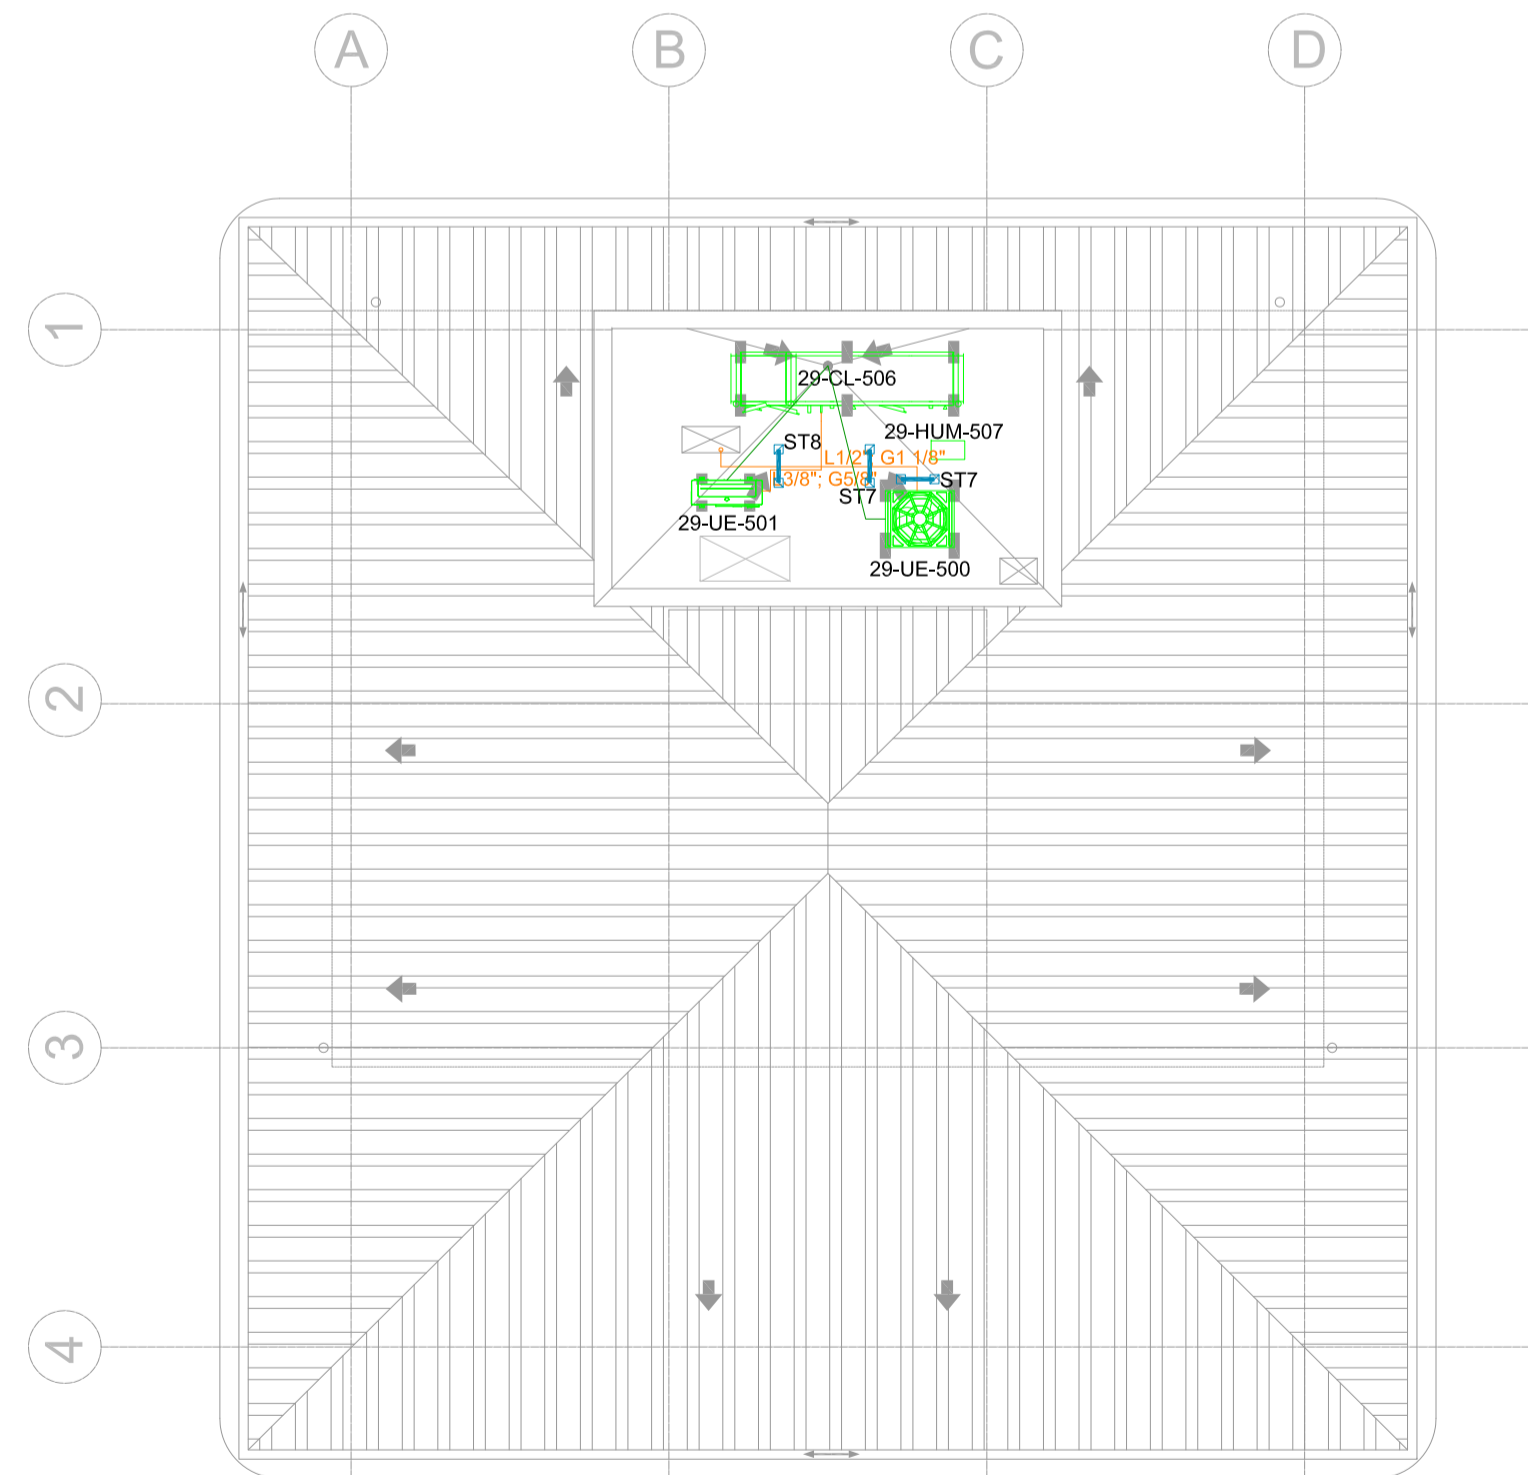 A
B
C
D
1
29-CL-506
29-HUM-507
ST8
L1/2"; G1 1/8"
L3/8"; G5/8"
ST7
ST7
29-UE-501
29-UE-500
2
3
4